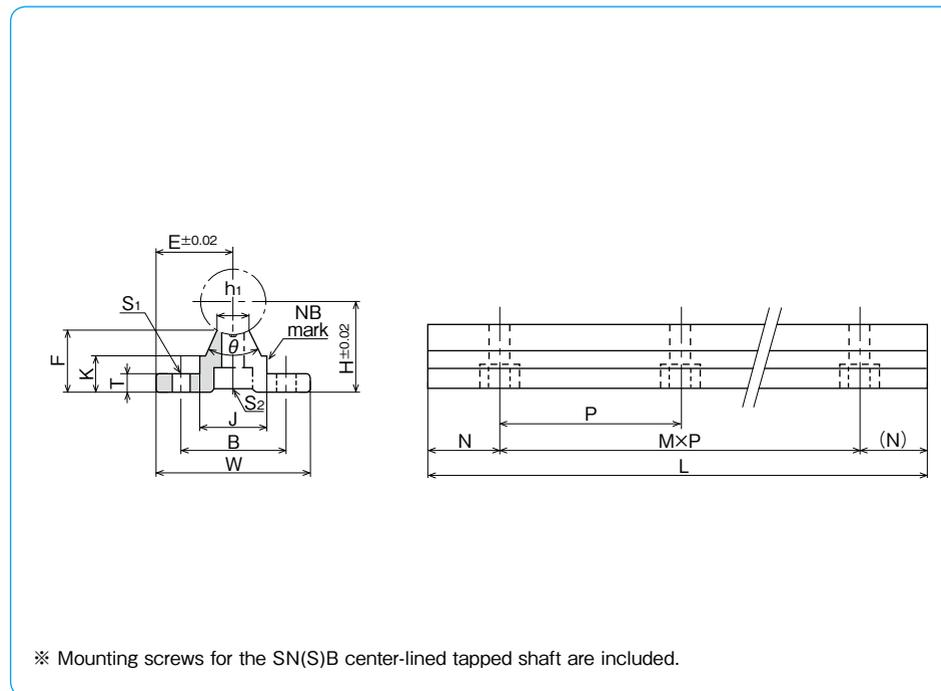 E±0.02
S1
h1
NB
mark
θ
F
K
T
H±0.02
S2
J
B
W
P
N
M×P
(N)
L
※ Mounting screws for the SN(S)B center-lined tapped shaft are included.